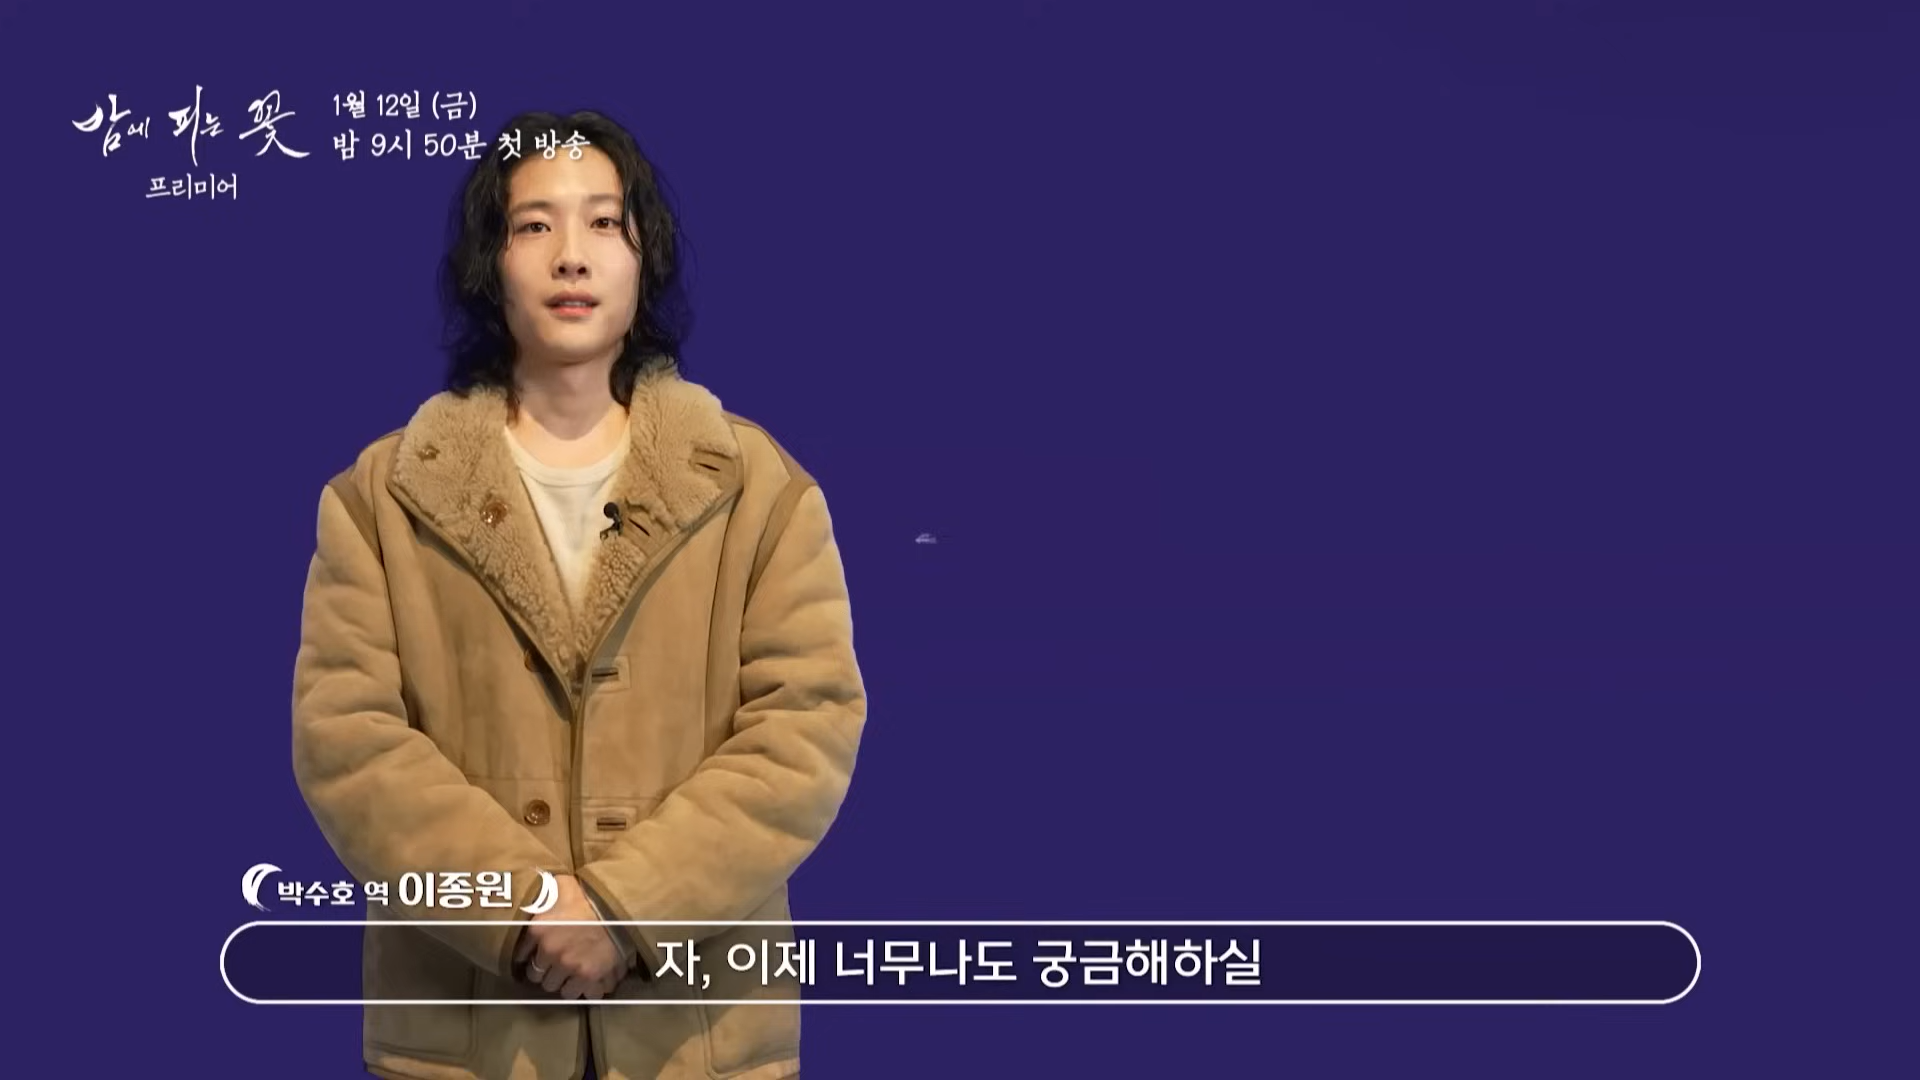 밤에 피는 꽃
프리미어
1월 12일 (금)
밤 9시 50분 첫 방송
박수호 역 이종원
자, 이제 너무나도 궁금해하실